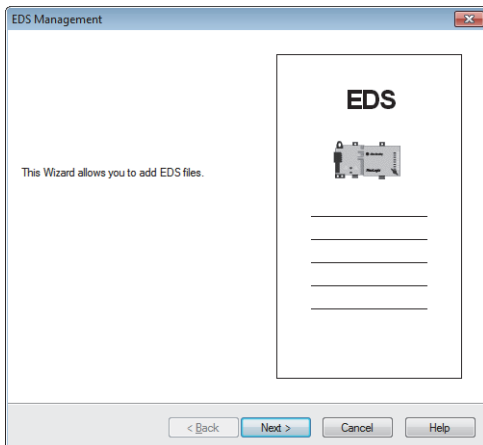 EDS Management
EDS
This Wizard allows you to add EDS files.
< Back
Next >
Cancel
Help